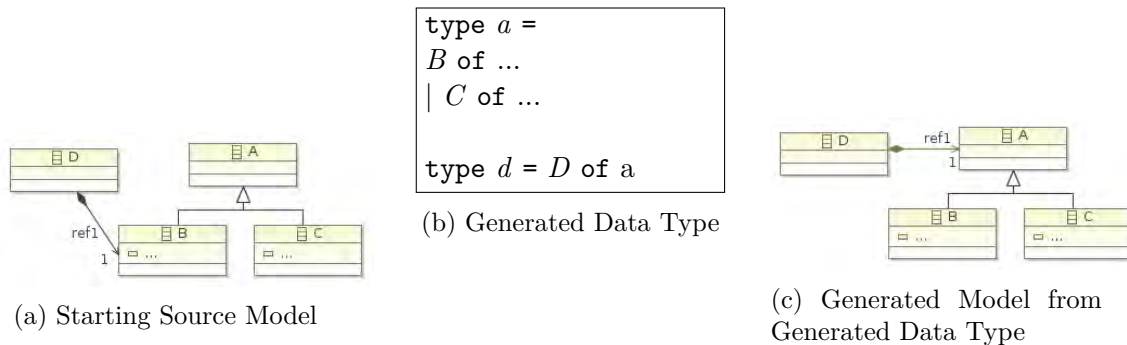 D
A
ref1
1
B
...
C
...
(a) Starting Source Model
type a =
B of ...
| C of ...
type d = D of a
(b) Generated Data Type
D
ref1
A
1
B
...
C
...
(c) Generated Model from
Generated Data Type